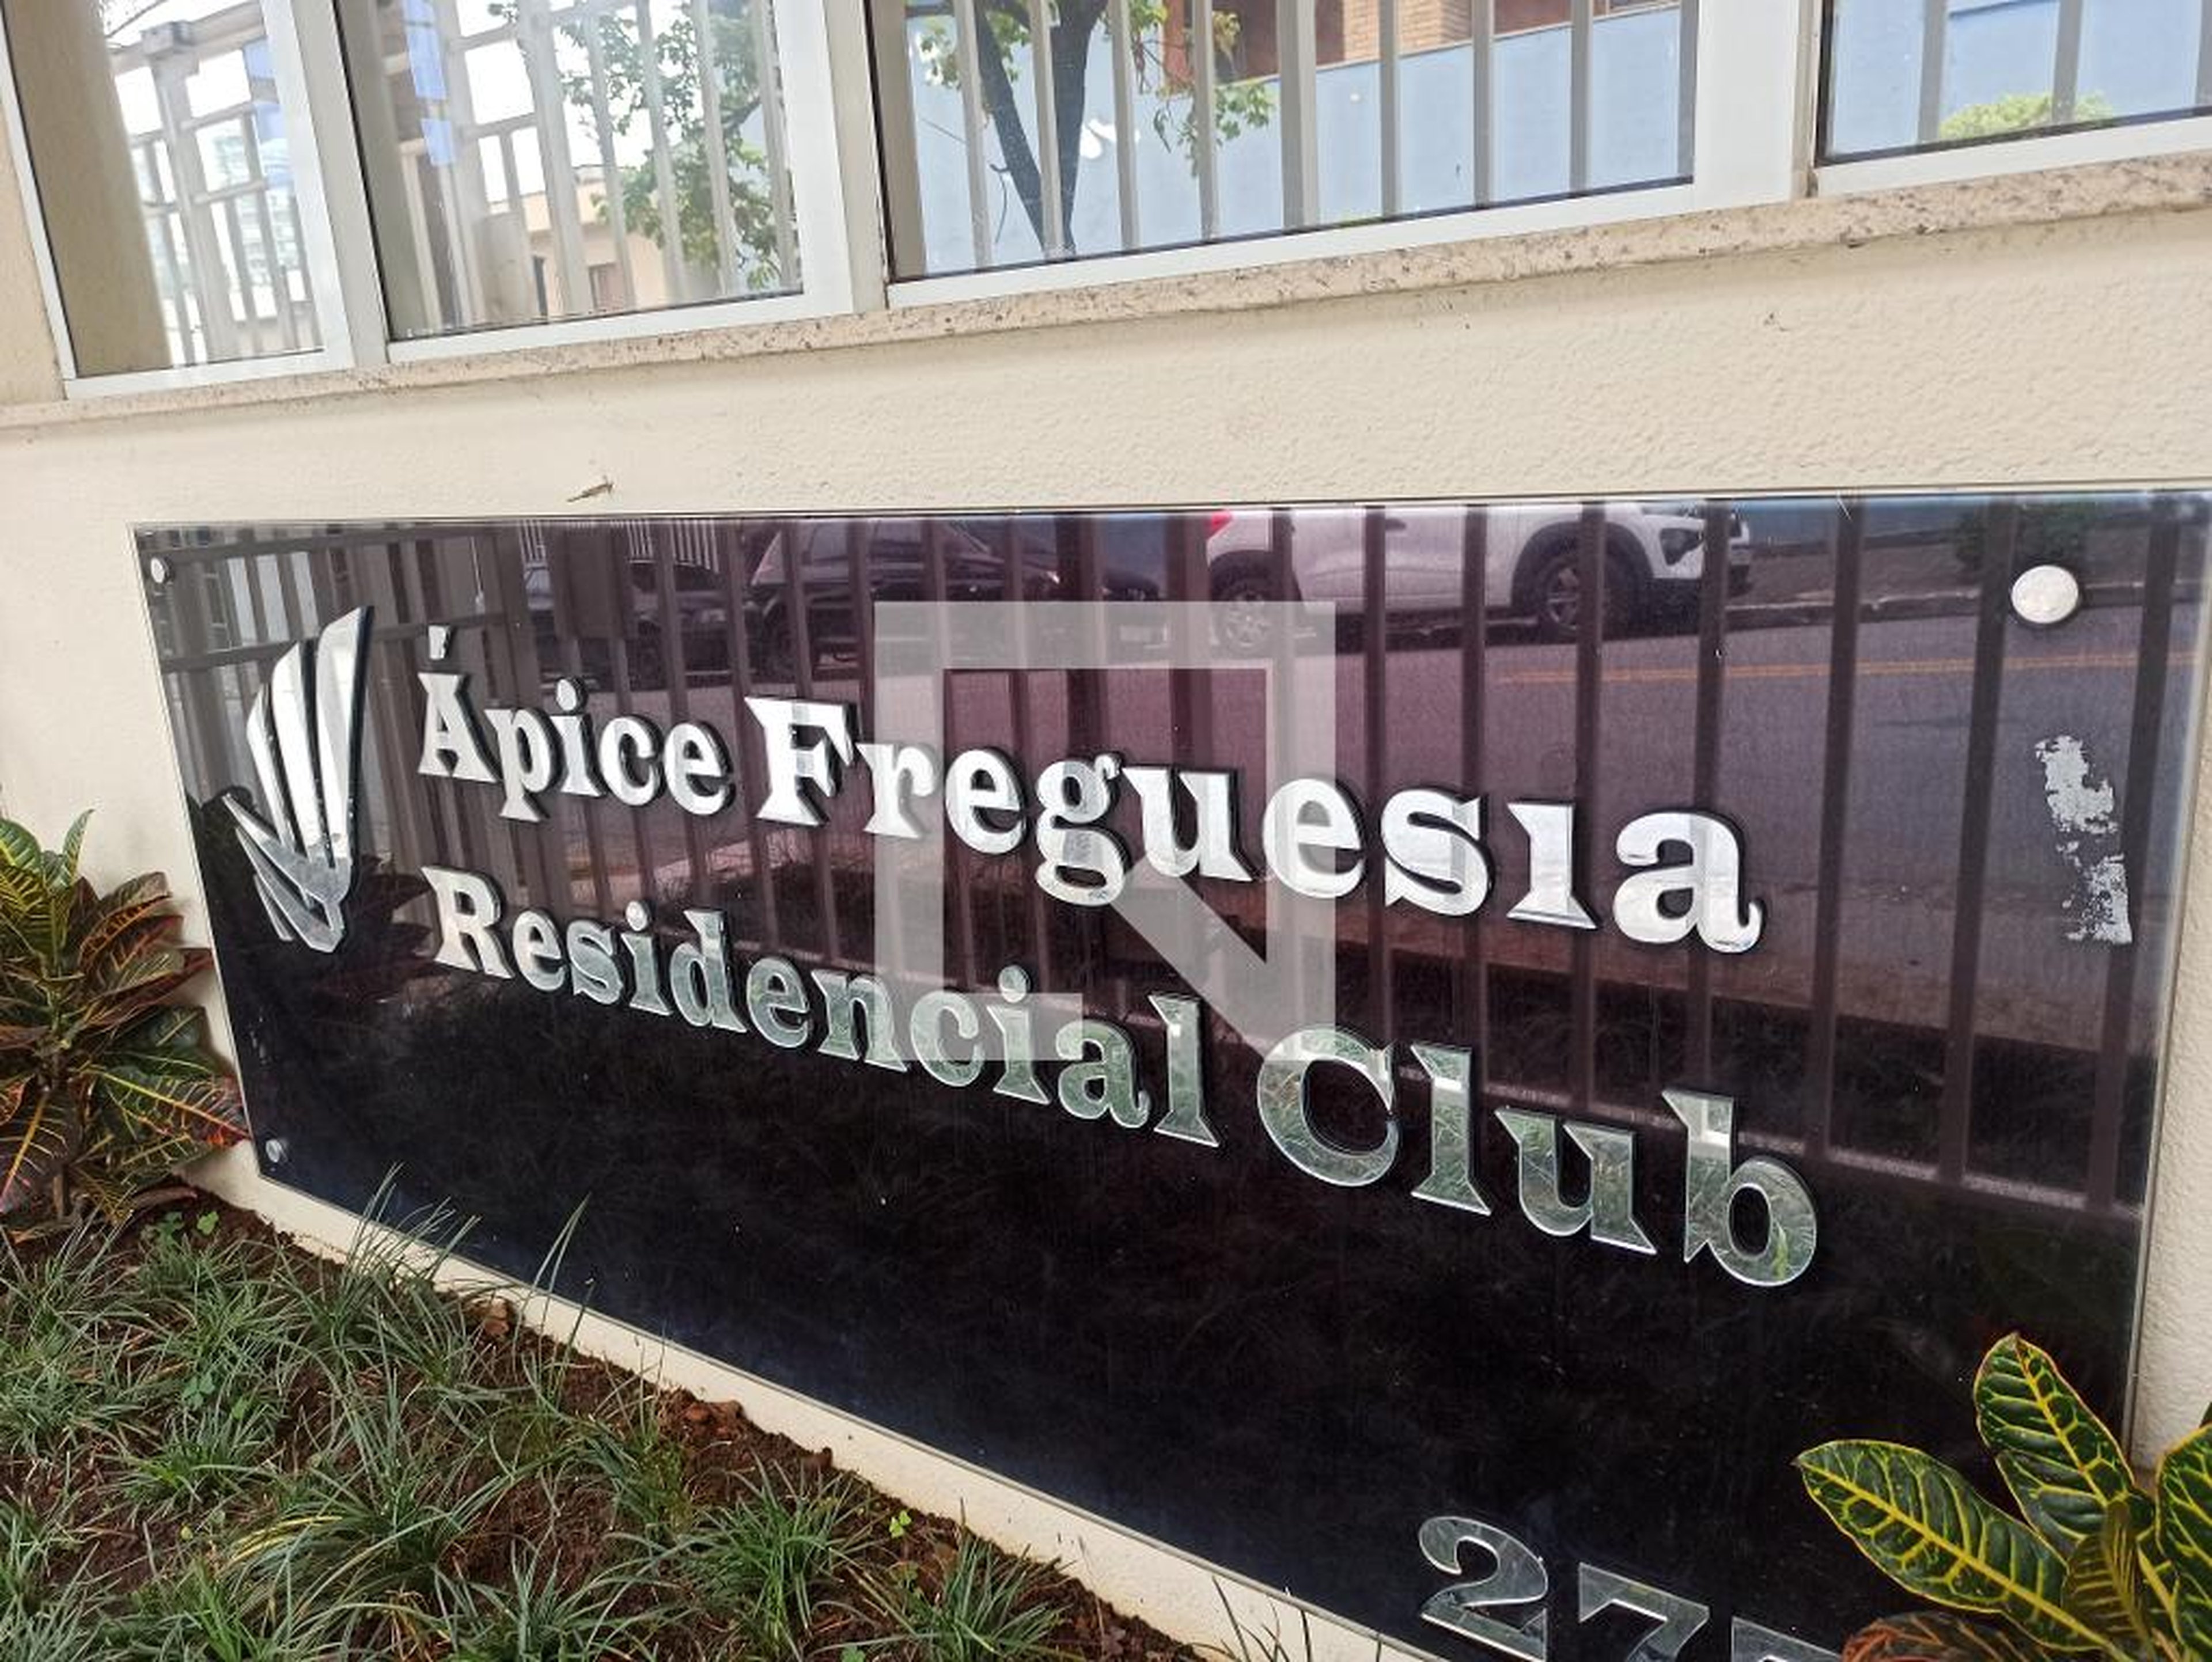 Ápice Freguesia
Residencial Club